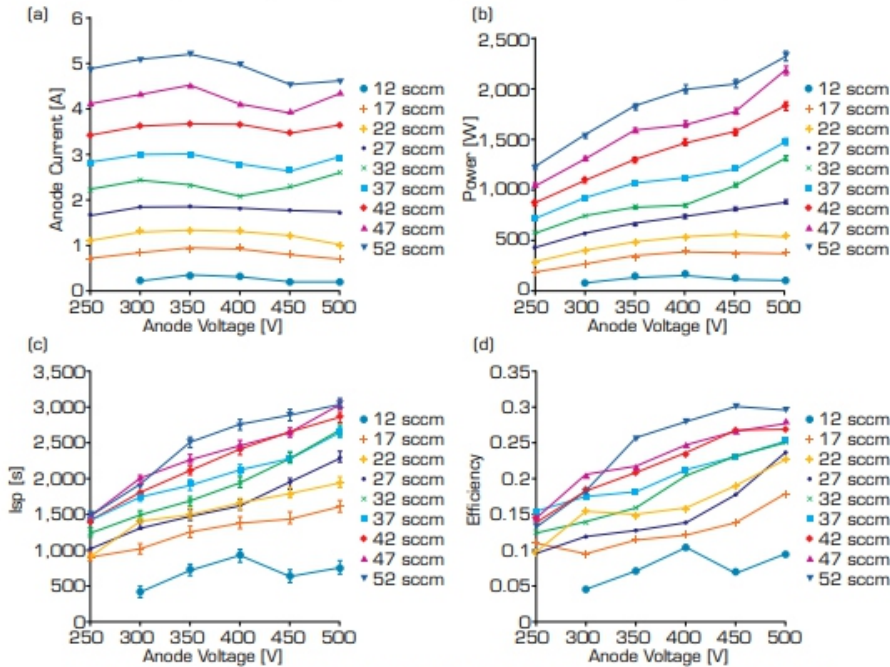 (a)
Anode Current [A]
6
5
4
3
2
1
0
250 300 350 400 450 500
Anode Voltage [V]
12 sccm
17 sccm
22 sccm
27 sccm
32 sccm
37 sccm
42 sccm
47 sccm
52 sccm
(b)
Power [W]
2,500
2,000
1,500
1,000
500
0
250 300 350 400 450 500
Anode Voltage [V]
12 sccm
17 sccm
22 sccm
27 sccm
32 sccm
37 sccm
42 sccm
47 sccm
52 sccm
(c)
Isp [s]
3,500
3,000
2,500
2,000
1,500
1,000
500
0
250 300 350 400 450 500
Anode Voltage [V]
12 sccm
17 sccm
22 sccm
27 sccm
32 sccm
37 sccm
42 sccm
47 sccm
52 sccm
(d)
Efficiency
0.35
0.3
0.25
0.2
0.15
0.1
0.05
0
250 300 350 400 450 500
Anode Voltage [V]
12 sccm
17 sccm
22 sccm
27 sccm
32 sccm
37 sccm
42 sccm
47 sccm
52 sccm